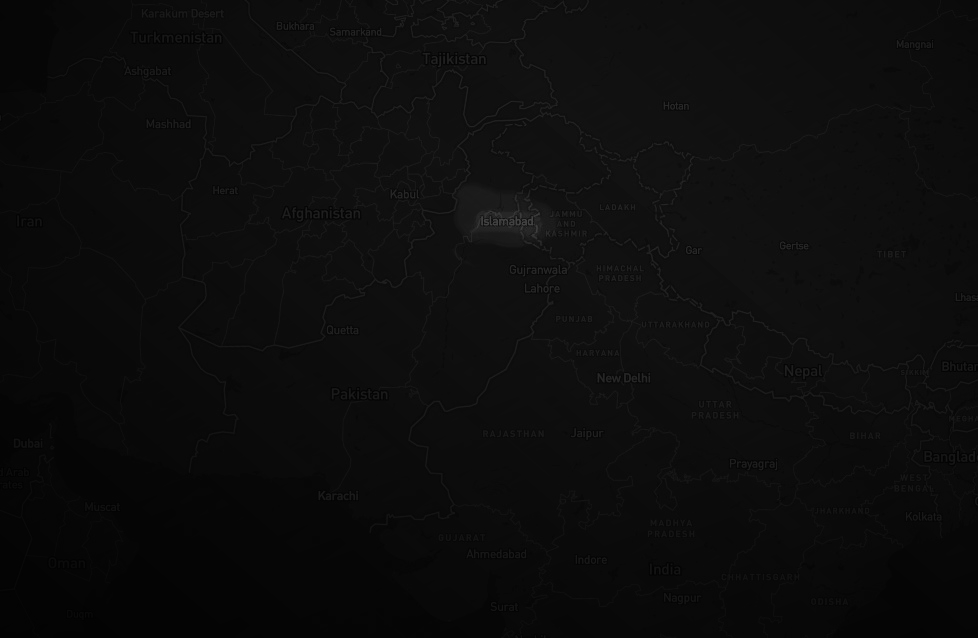 Karakum Desert
Bukhara
Samarkand
Turkmenistan
Mangnai
Tajikistan
Ashgabat
Hotan
Mashhad
Herat
Kabul
Afghanistan
Iran
Islamabad
JAMMU
AND
KASHMIR
LADAKH
Gar
Gertse
TIBET
Gujranwala
HIMACHAL
PRADESH
Lahore
Lhas
PUNJAB
UTTARAKHAND
Quetta
HARYANA
Nepal
Bhutan
New Delhi
Pakistan
UTTAR
PRADESH
RAJASTHAN
Jaipur
BIHAR
Dubai
Banglad
Prayagraj
WEST
BENGAL
Karachi
Muscat
JHARKHAND
Kolkata
MADHYA
PRADESH
GUJARAT
Ahmedabad
Indore
India
Oman
CHHATTISGARH
Nagpur
ODISHA
Surat